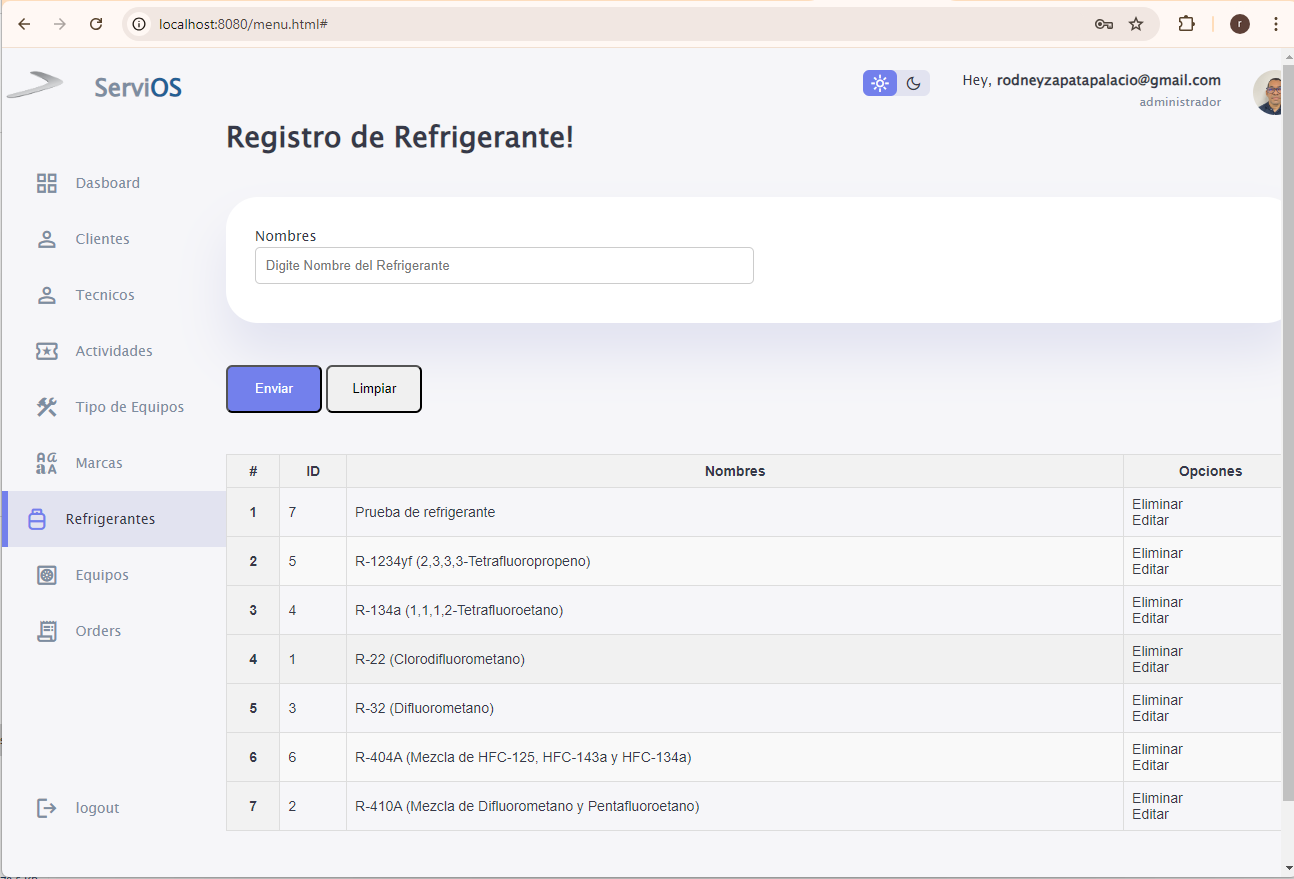 localhost:8080/menu.html#
r
ServiOS
Hey, rodneyzapatapalacio@gmail.com
administrador
Registro de Refrigerante!
Dasboard
Clientes
Tecnicos
Actividades
Tipo de Equipos
Marcas
Refrigerantes
Equipos
Orders
logout
Nombres
Digite Nombre del Refrigerante
Enviar Limpiar
# ID Nombres Opciones
1 7 Prueba de refrigerante Eliminar
Editar
2 5 R-1234yf (2,3,3,3-Tetrafluoropropeno) Eliminar
Editar
3 4 R-134a (1,1,1,2-Tetrafluoroetano) Eliminar
Editar
4 1 R-22 (Clorodifluorometano) Eliminar
Editar
5 3 R-32 (Difluorometano) Eliminar
Editar
6 6 R-404A (Mezcla de HFC-125, HFC-143a y HFC-134a) Eliminar
Editar
7 2 R-410A (Mezcla de Difluorometano y Pentafluoroetano) Eliminar
Editar